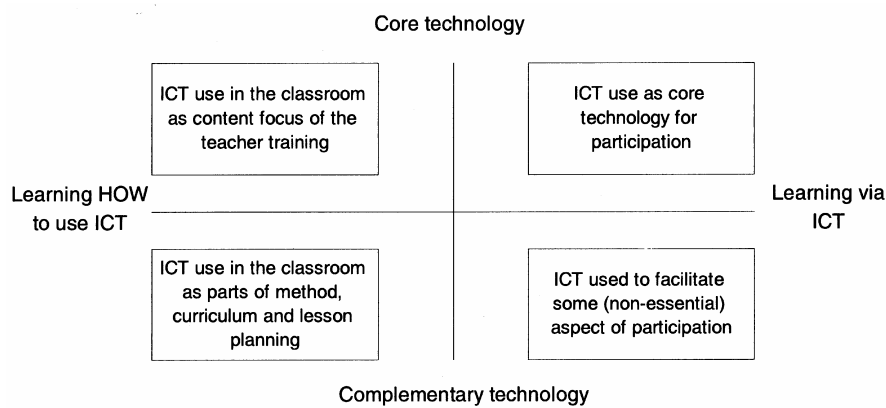 Core technology
ICT use in the classroom
as content focus of the
teacher training
ICT use as core
technology for
participation
Learning HOW
to use ICT
Learning via
ICT
ICT use in the classroom
as parts of method,
curriculum and lesson
planning
ICT used to facilitate
some (non-essential)
aspect of participation
Complementary technology